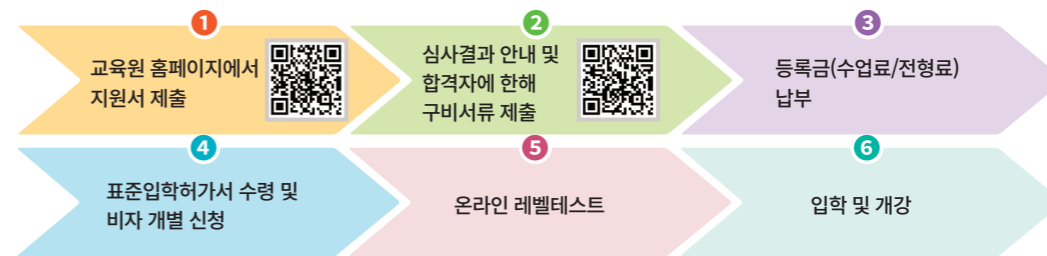 1
교육원 홈페이지에서
지원서 제출
2
심사결과 안내 및
합격자에 한해
구비서류 제출
3
등록금(수업료/전형료)
납부
4
표준입학허가서 수령 및
비자 개별 신청
5
온라인 레벨테스트
6
입학 및 개강